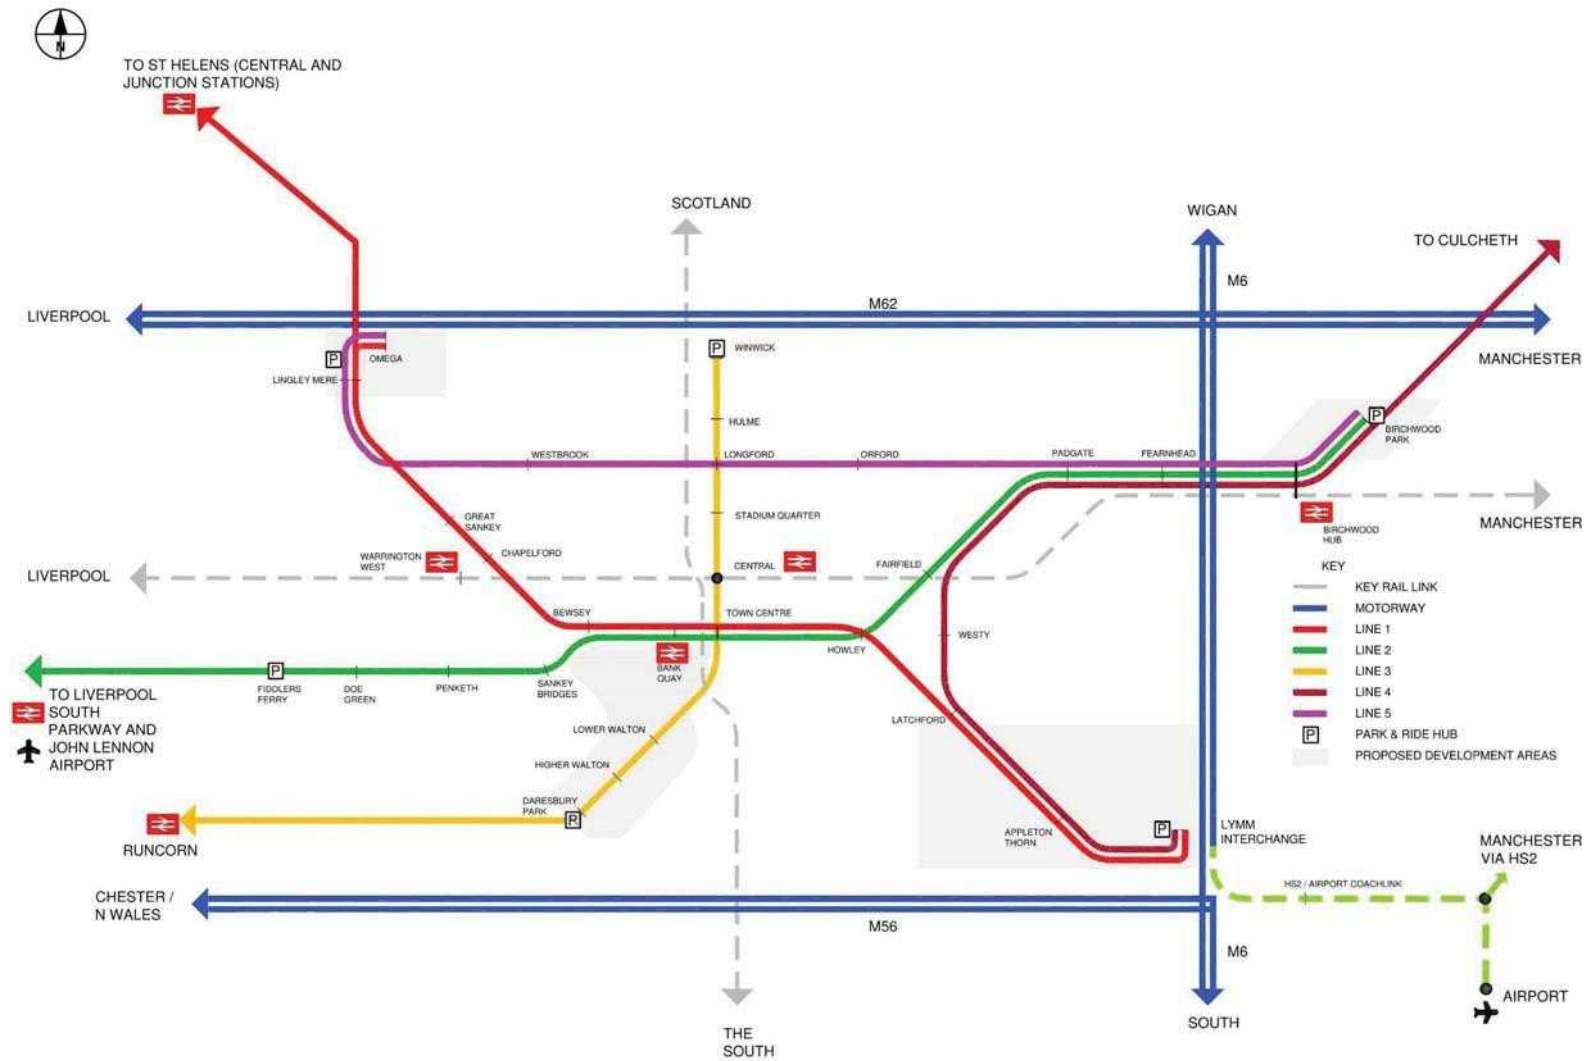 N
TO ST HELENS (CENTRAL AND
JUNCTION STATIONS)
SCOTLAND
WIGAN
TO CULCHETH
M6
M62
LIVERPOOL
MANCHESTER
P
OMEGA
LINGLEY MERE
P
WINWICK
HULME
P
BIRCHWOOD
PARK
WESTBROOK
LONGFORD
ORFORD
PADGATE
FEARNHEAD
GREAT
SANKEY
STADIUM QUARTER
MANCHESTER
BIRCHWOOD
HUB
CHAPELFORD
WARRINGTON
WEST
CENTRAL
FAIRFIELD
LIVERPOOL
BEWSEY
TOWN CENTRE
HOWLEY
WESTY
BANK
QUAY
P
FIDDLERS
FERRY
DOE
GREEN
PENKETH
SANKEY
BRIDGES
TO LIVERPOOL
SOUTH
PARKWAY AND
JOHN LENNON
AIRPORT
LATCHFORD
LOWER WALTON
HIGHER WALTON
DARESBURY
PARK
R
RUNCORN
APPLETON
THORN
P
LYMM
INTERCHANGE
KEY
KEY RAIL LINK
MOTORWAY
LINE 1
LINE 2
LINE 3
LINE 4
LINE 5
P
PARK & RIDE HUB
PROPOSED DEVELOPMENT AREAS
MANCHESTER
VIA HS2
HS2 / AIRPORT COACHLINK
CHESTER /
N WALES
M56
M6
AIRPORT
SOUTH
THE
SOUTH